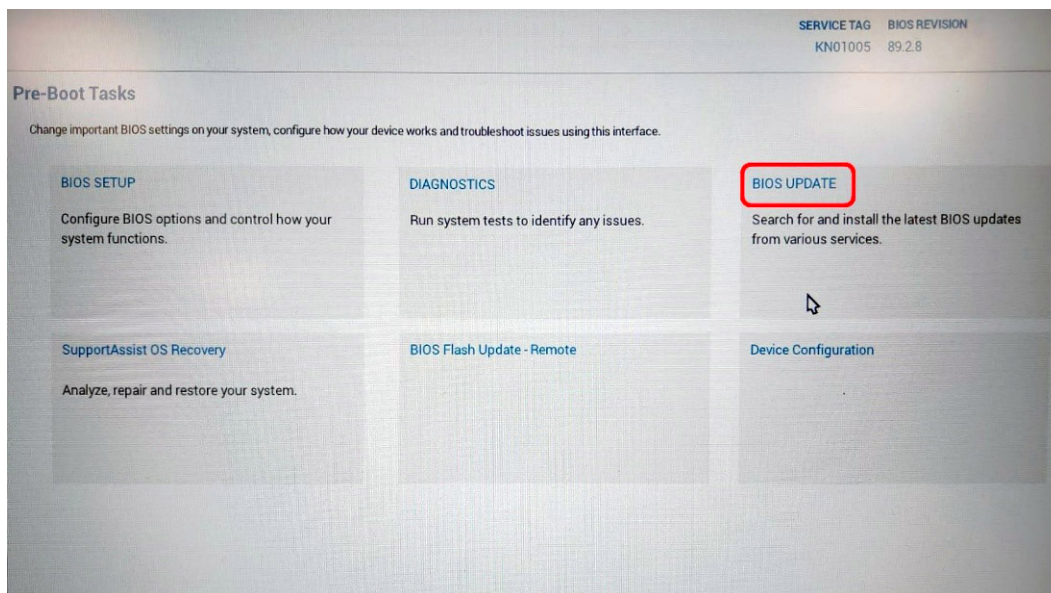 SERVICE TAG BIOS REVISION
KN01005 89.2.8
Pre-Boot Tasks
Change important BIOS settings on your system, configure how your device works and troubleshoot issues using this interface.
BIOS SETUP
Configure BIOS options and control how your
system functions.
DIAGNOSTICS
Run system tests to identify any issues.
BIOS UPDATE
Search for and install the latest BIOS updates
from various services.
SupportAssist OS Recovery
Analyze, repair and restore your system.
BIOS Flash Update - Remote
Device Configuration